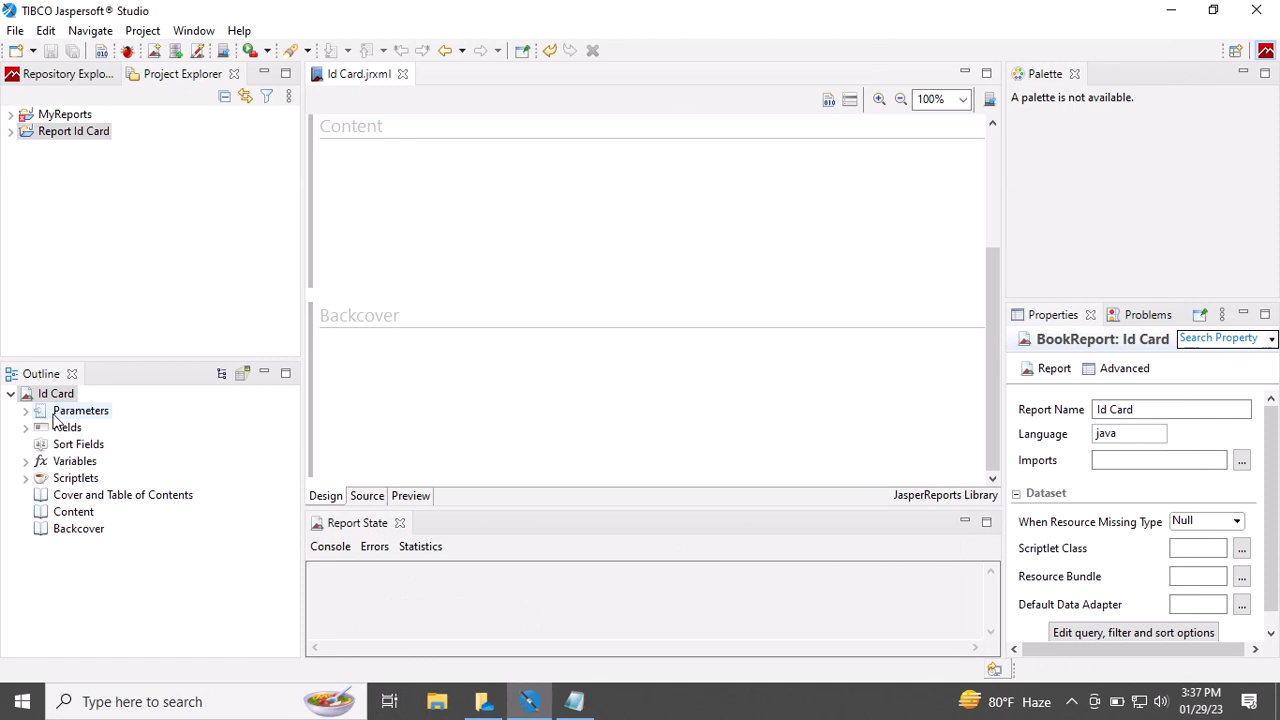 TIBCO Jaspersoft® Studio
File Edit Navigate Project Window Help
Repository Explo... Project Explorer
MyReports
Report Id Card
Id Card.jrxml
100%
Content
Backcover
Design Source Preview JasperReports Library
Palette
A palette is not available.
Outline
Id Card
Parameters
Fields
Sort Fields
fx Variables
Scriptlets
Cover and Table of Contents
Content
Backcover
Report State
Console Errors Statistics
Properties Problems
BookReport: Id Card Search Property
Report Advanced
Report Name Id Card
Language java
Imports ...
Dataset
When Resource Missing Type Null
Scriptlet Class ...
Resource Bundle ...
Default Data Adapter ...
Edit query, filter and sort options
Type here to search
80°F Haze
3:37 PM
01/29/23